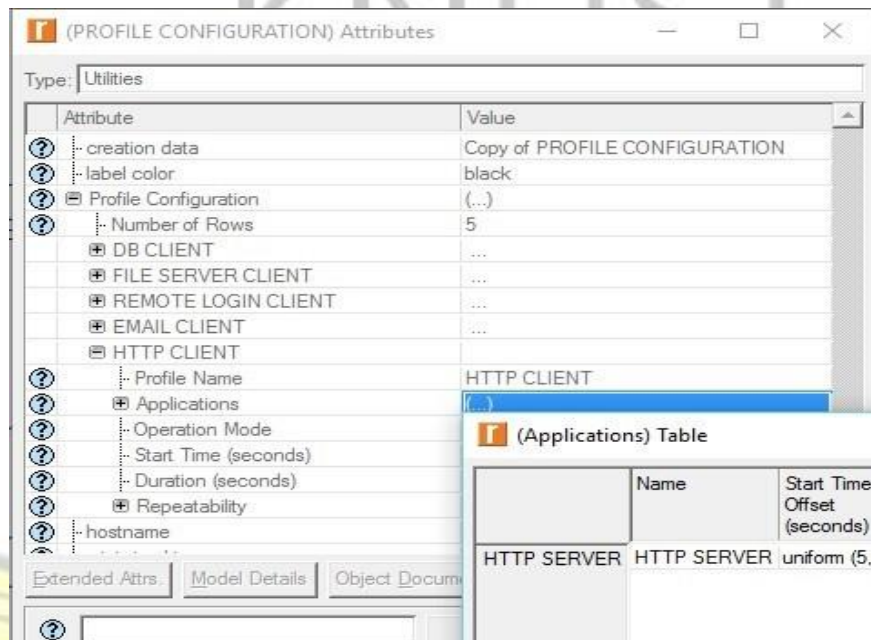 (PROFILE CONFIGURATION) Attributes
Type: Utilities
Attribute Value
creation data Copy of PROFILE CONFIGURATION
label color black
Profile Configuration (...)
Number of Rows 5
DB CLIENT ...
FILE SERVER CLIENT ...
REMOTE LOGIN CLIENT ...
EMAIL CLIENT ...
HTTP CLIENT
Profile Name HTTP CLIENT
Applications (...)
Operation Mode
Start Time (seconds)
Duration (seconds)
Repeatability
hostname
Extended Attrs. Model Details Object Docume
(Applications) Table
Name Start Time
Offset
(seconds)
HTTP SERVER HTTP SERVER uniform (5,